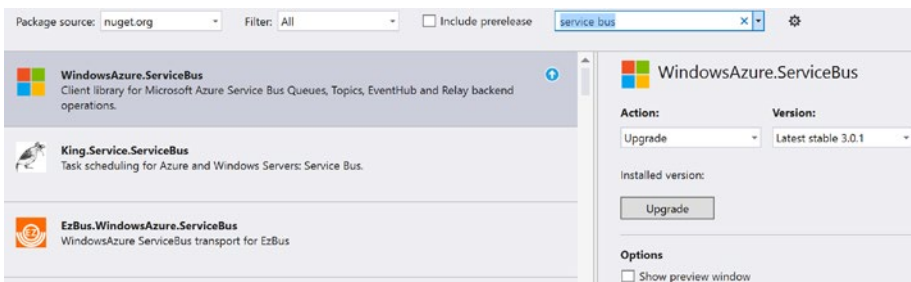 Package source: nuget.org Filter: All Include prerelease service bus
WindowsAzure.ServiceBus
Client library for Microsoft Azure Service Bus Queues, Topics, EventHub and Relay backend
operations.
King.Service.ServiceBus
Task scheduling for Azure and Windows Servers: Service Bus.
EZ
EzBus.WindowsAzure.ServiceBus
WindowsAzure ServiceBus transport for EzBus
WindowsAzure.ServiceBus
Action: Version:
Upgrade Latest stable 3.0.1
Installed version:
Upgrade
Options
Show preview window